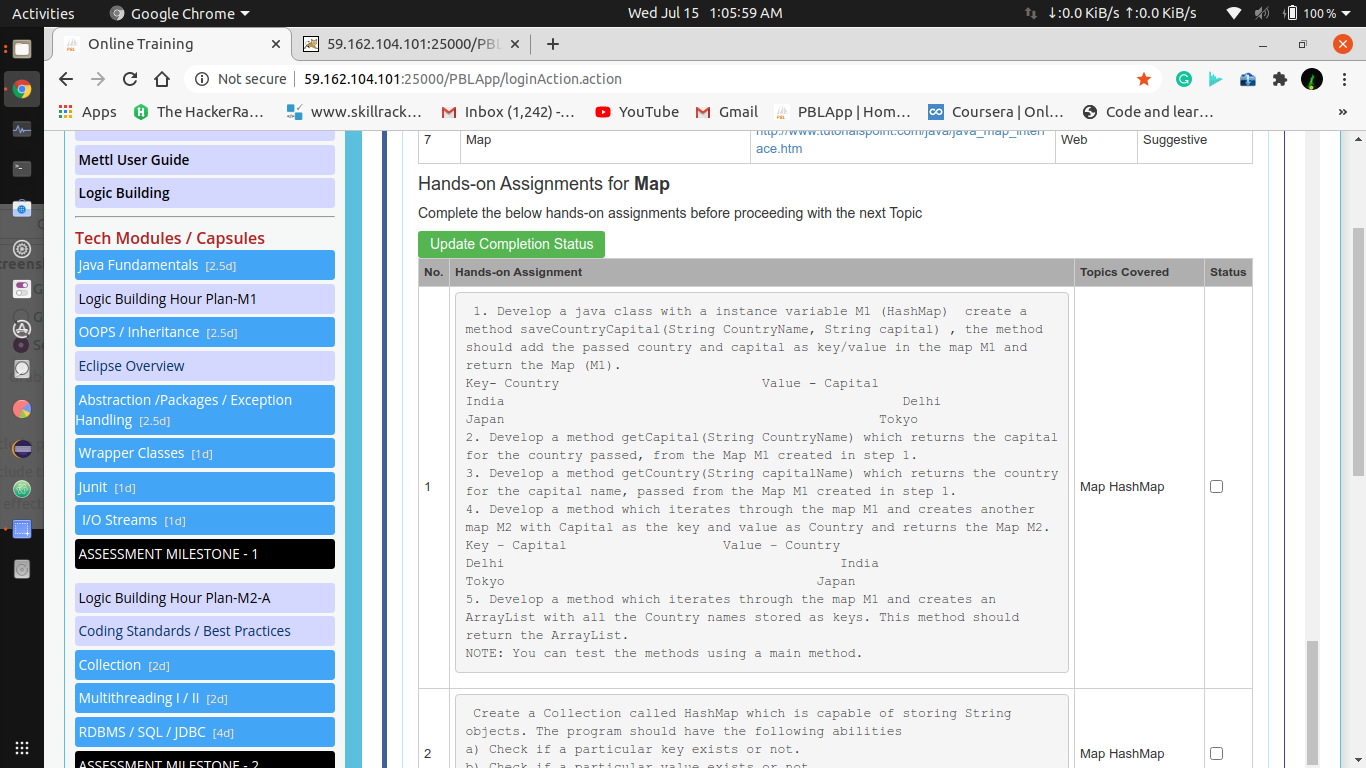 Activities
Google Chrome
Wed Jul 15 1:05:59 AM
↓:0.0 KiB/s ↑:0.0 KiB/s
100 %
Online Training
59.162.104.101:25000/PBL
Not secure
59.162.104.101:25000/PBLApp/loginAction.action
Apps
The HackerRa...
www.skillrack...
Inbox (1,242) -...
YouTube
Gmail
PBLApp | Hom...
Coursera | Onl...
Code and lear...
»
Mettl User Guide
Logic Building
Tech Modules / Capsules
Java Fundamentals [2.5d]
Logic Building Hour Plan-M1
OOPS / Inheritance [2.5d]
Eclipse Overview
Abstraction /Packages / Exception
Handling [2.5d]
Wrapper Classes [1d]
Junit [1d]
I/O Streams [1d]
ASSESSMENT MILESTONE - 1
Logic Building Hour Plan-M2-A
Coding Standards / Best Practices
Collection [2d]
Multithreading I / II [2d]
RDBMS / SQL / JDBC [4d]
ASSESSMENT MILESTONE - 2
7 Map http://www.tutorialspoint.com/java/java_map_interf Web Suggestive
ace.htm
Hands-on Assignments for Map
Complete the below hands-on assignments before proceeding with the next Topic
Update Completion Status
No. Hands-on Assignment Topics Covered Status
1. Develop a java class with a instance variable M1 (HashMap)  create a
method saveCountryCapital(String CountryName, String capital) , the method
should add the passed country and capital as key/value in the map M1 and
return the Map (M1).
Key- Country Value - Capital
India Delhi
Japan Tokyo
2. Develop a method getCapital(String CountryName) which returns the capital
for the country passed, from the Map M1 created in step 1.
3. Develop a method getCountry(String capitalName) which returns the country
1 for the capital name, passed from the Map M1 created in step 1. Map HashMap
4. Develop a method which iterates through the map M1 and creates another
map M2 with Capital as the key and value as Country and returns the Map M2.
Key – Capital Value – Country
Delhi India
Tokyo Japan
5. Develop a method which iterates through the map M1 and creates an
ArrayList with all the Country names stored as keys. This method should
return the ArrayList.
NOTE: You can test the methods using a main method.
Create a Collection called HashMap which is capable of storing String
objects. The program should have the following abilities
2 a) Check if a particular key exists or not. Map HashMap
b) Check if a particular value exists or not